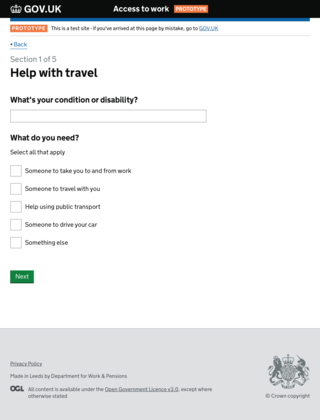 GOV.UK Access to work PROTOTYPE
PROTOTYPE This is a test site - if you've arrived at this page by mistake, go to GOV.UK
Back
Section 1 of 5
Help with travel
What's your condition or disability?
What do you need?
Select all that apply
Someone to take you to and from work
Someone to travel with you
Help using public transport
Someone to drive your car
Something else
Next
Privacy Policy
Made in Leeds by Department for Work & Pensions
OGL All content is available under the Open Government Licence v3.0, except where
otherwise stated
© Crown copyright